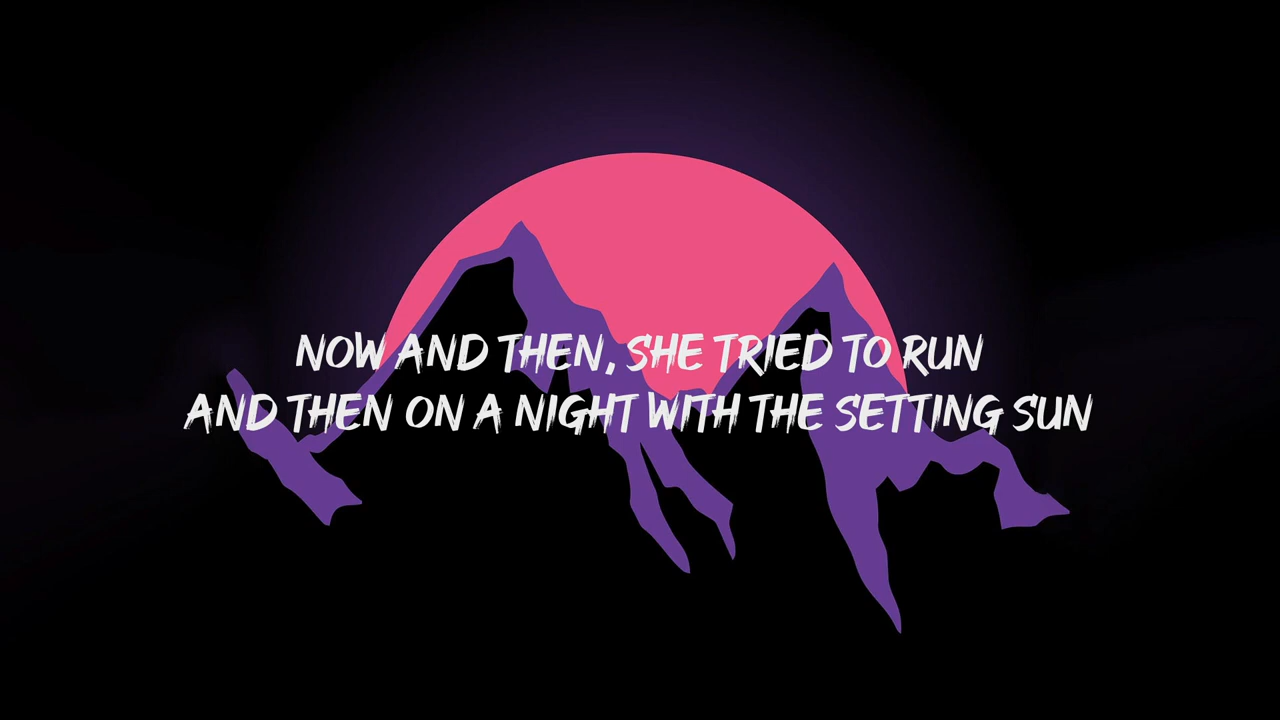 NOW AND THEN, SHE TRIED TO RUN
AND THEN ON A NIGHT WITH THE SETTING SUN